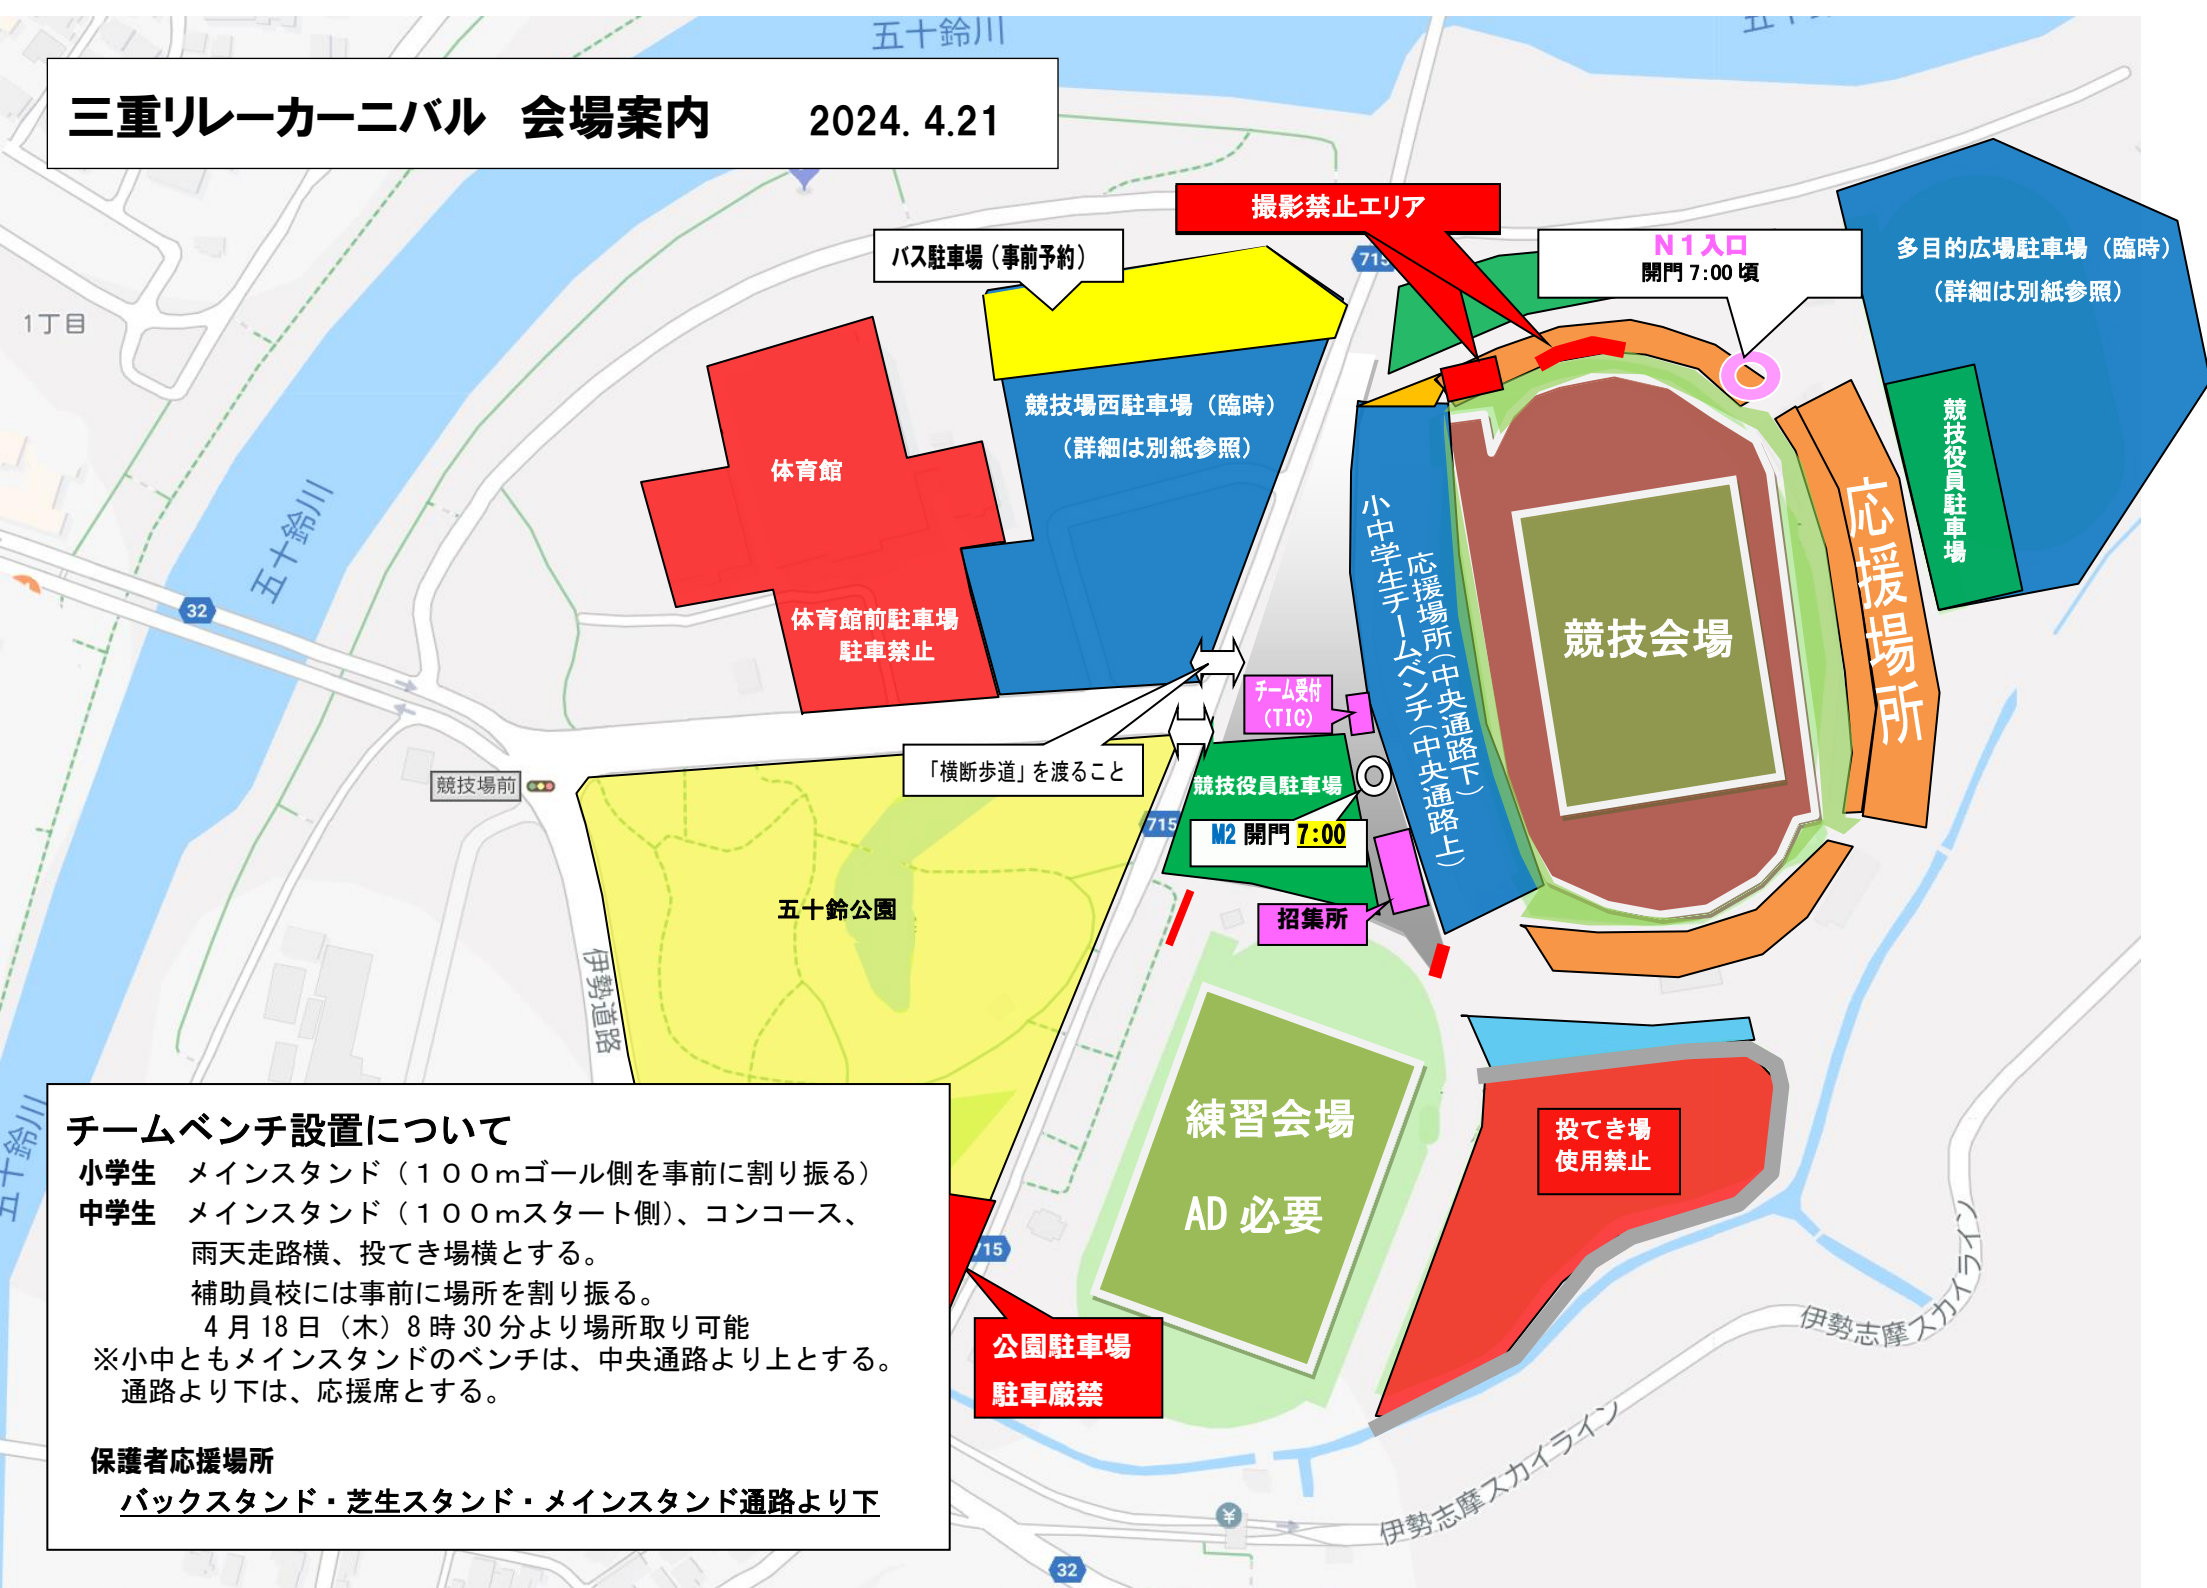 五十鈴川
三重リレーカーニバル 会場案内 2024. 4.21
撮影禁止エリア
バス駐車場（事前予約）
715
N1入口
開門 7:00 頃
多目的広場駐車場（臨時）
（詳細は別紙参照）
1丁目
競技場西駐車場（臨時）
（詳細は別紙参照）
体育館
競技役員駐車場
応援場所
五十鈴川
32
小中学生チームベンチ（中央通路上）
応援場所（中央通路下）
競技会場
体育館前駐車場
駐車禁止
チーム受付
（TIC）
「横断歩道」を渡ること
競技場前
競技役員駐車場
715
M2 開門 7:00
五十鈴公園
招集所
伊勢道路
練習会場
AD 必要
投てき場
使用禁止
五十鈴川
チームベンチ設置について
小学生 メインスタンド（１００ｍゴール側を事前に割り振る）
中学生 メインスタンド（１００ｍスタート側）、コンコース、
雨天走路横、投てき場横とする。
補助員校には事前に場所を割り振る。
4 月 18 日（木）8 時 30 分より場所取り可能
※小中ともメインスタンドのベンチは、中央通路より上とする。
通路より下は、応援席とする。
保護者応援場所
バックスタンド・芝生スタンド・メインスタンド通路より下
715
公園駐車場
駐車厳禁
伊勢志摩スカイライン
伊勢志摩スカイライン
32